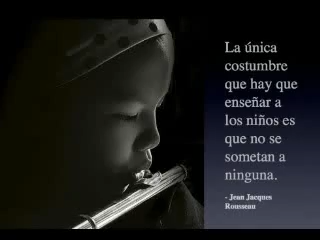 La única
costumbre
que hay que
enseñar a
los niños es
que no se
sometan a
ninguna.
- Jean Jacques
Rousseau